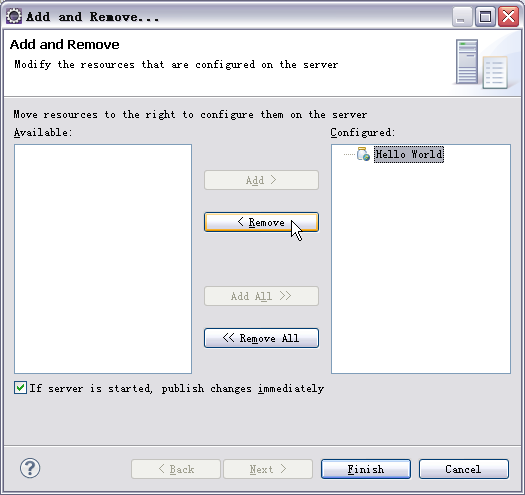 Add and Remove...
Add and Remove
Modify the resources that are configured on the server
Move resources to the right to configure them on the server
Available:
Configured:
Hello World
Add >
< Remove
Add All >>
<< Remove All
If server is started, publish changes immediately
?
< Back
Next >
Finish
Cancel